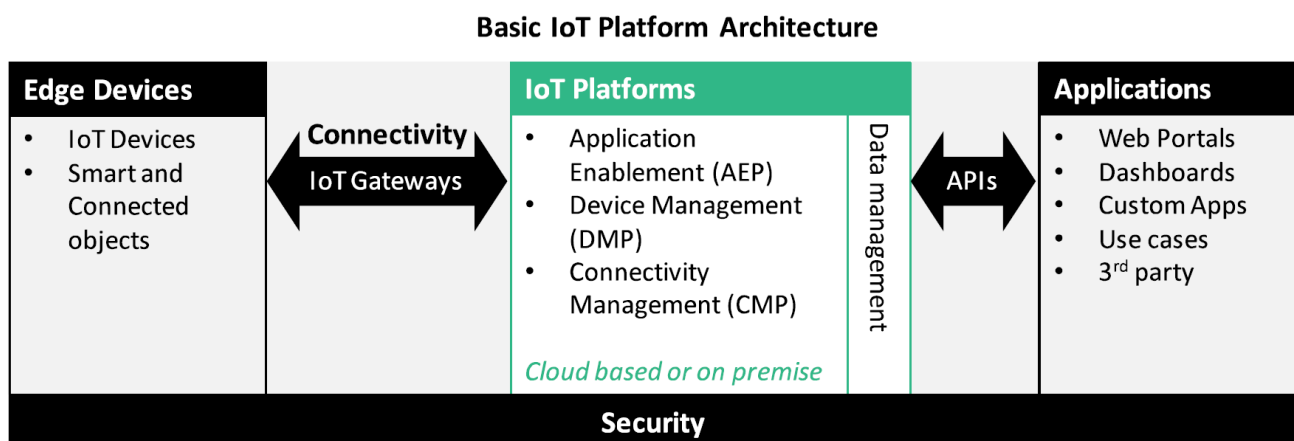 Basic IoT Platform Architecture
Edge Devices
• IoT Devices
• Smart and
Connected
objects
Connectivity
IoT Gateways
IoT Platforms
• Application
Enablement (AEP)
• Device Management
(DMP)
• Connectivity
Management (CMP)
Cloud based or on premise
Data management
APIs
Applications
• Web Portals
• Dashboards
• Custom Apps
• Use cases
• 3rd party
Security